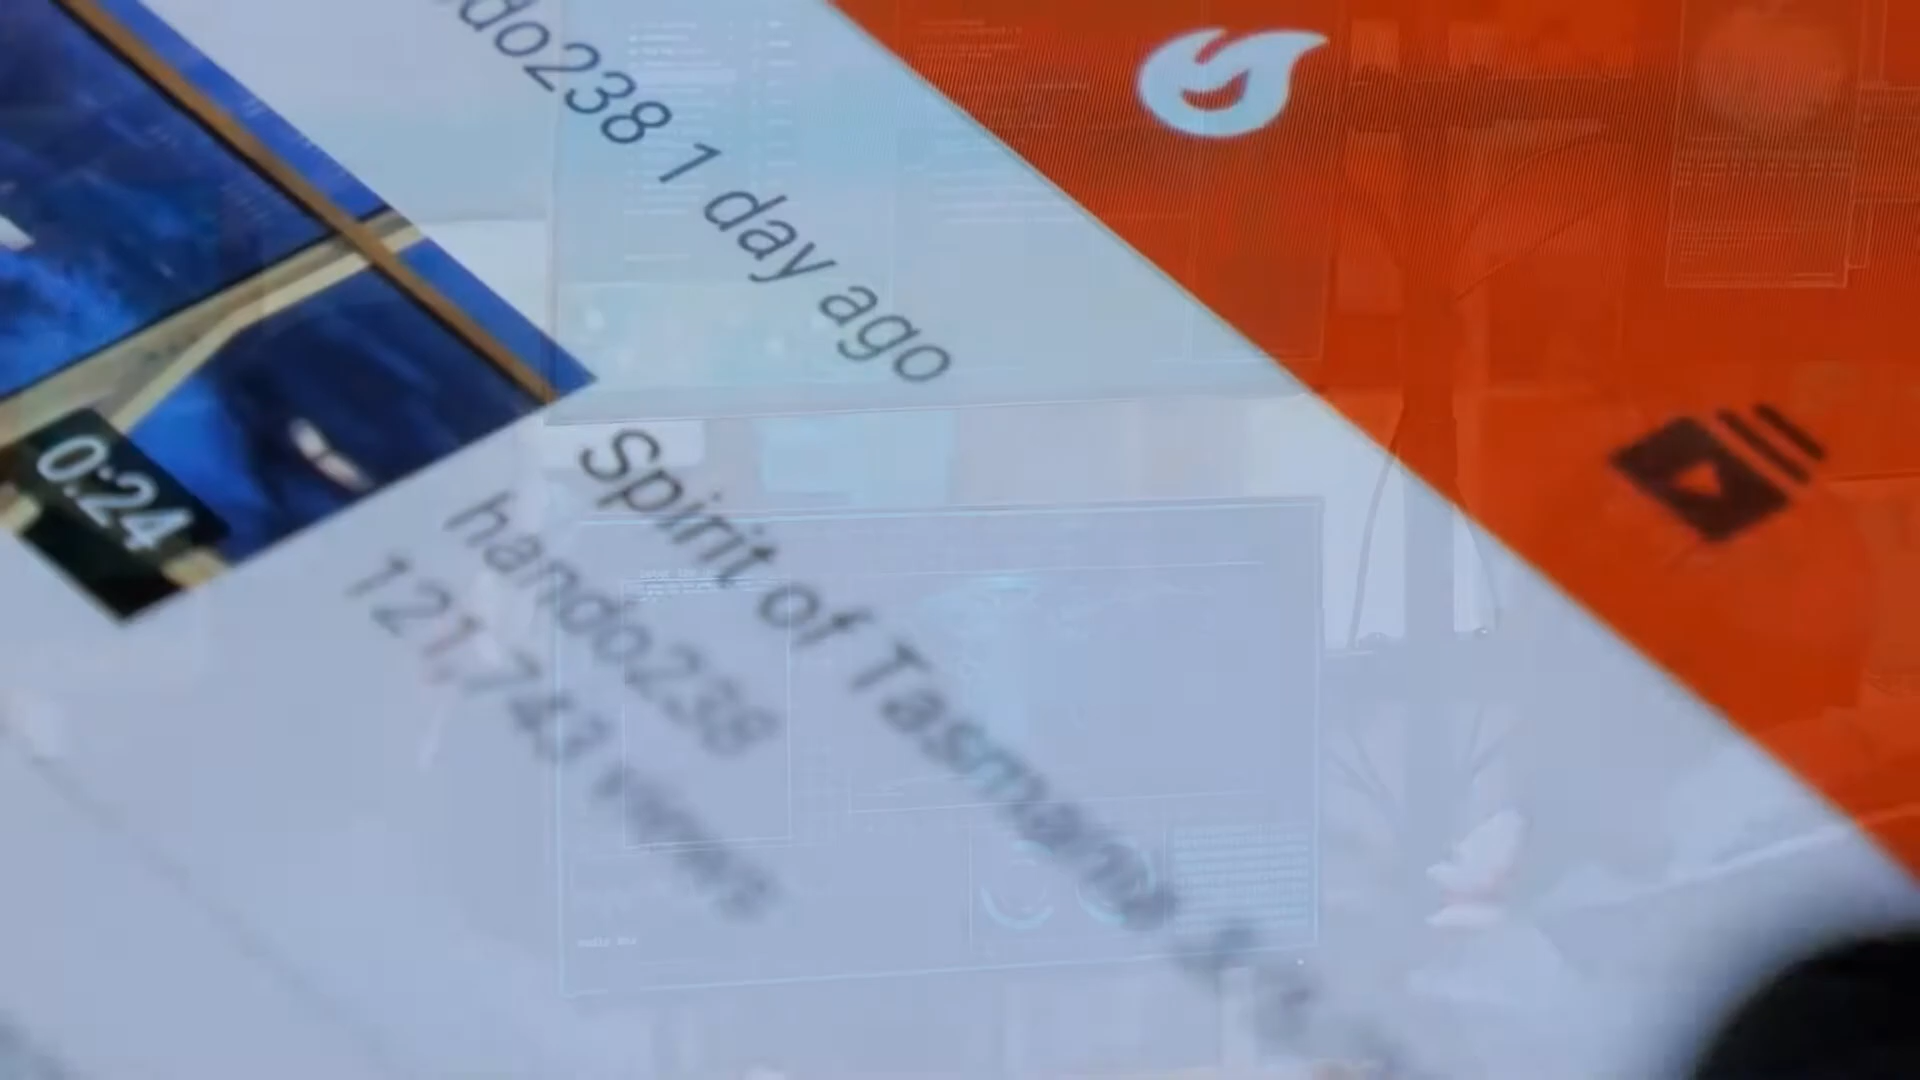 do238 1 day ago
0:24
Spirit of Tasmania
hando238
121,743 views